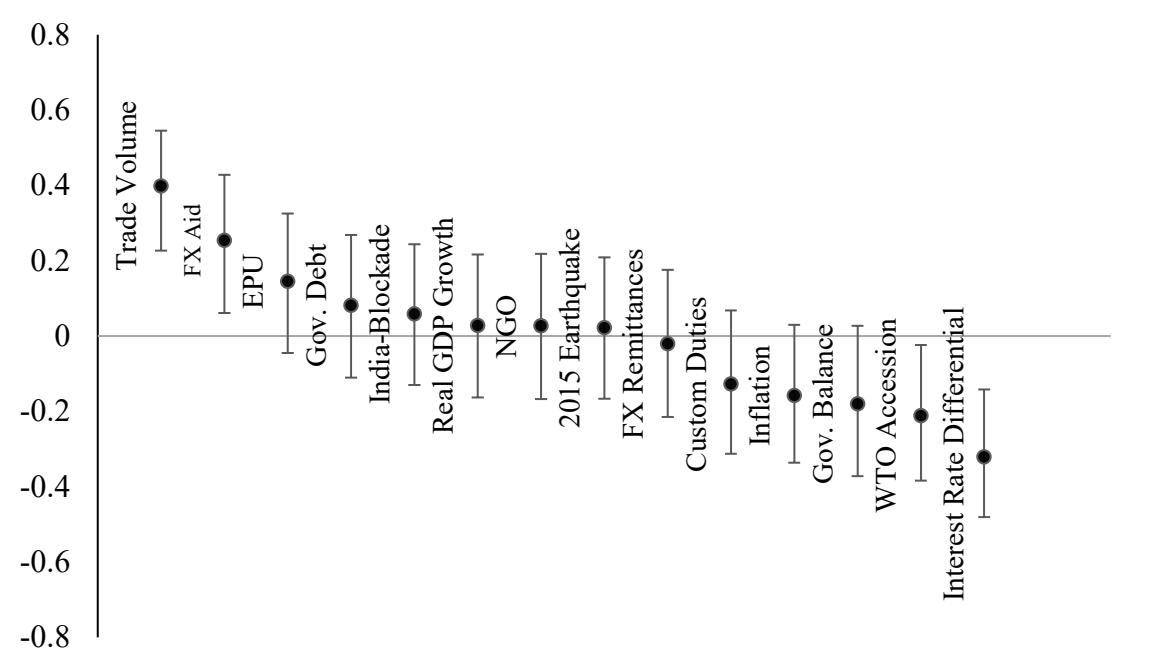 0.8
0.6
0.4
0.2
0
-0.2
-0.4
-0.6
-0.8
Trade Volume
FX Aid
EPU
Gov. Debt
India-Blockade
Real GDP Growth
NGO
2015 Earthquake
FX Remittances
Custom Duties
Inflation
Gov. Balance
WTO Accession
Interest Rate Differential